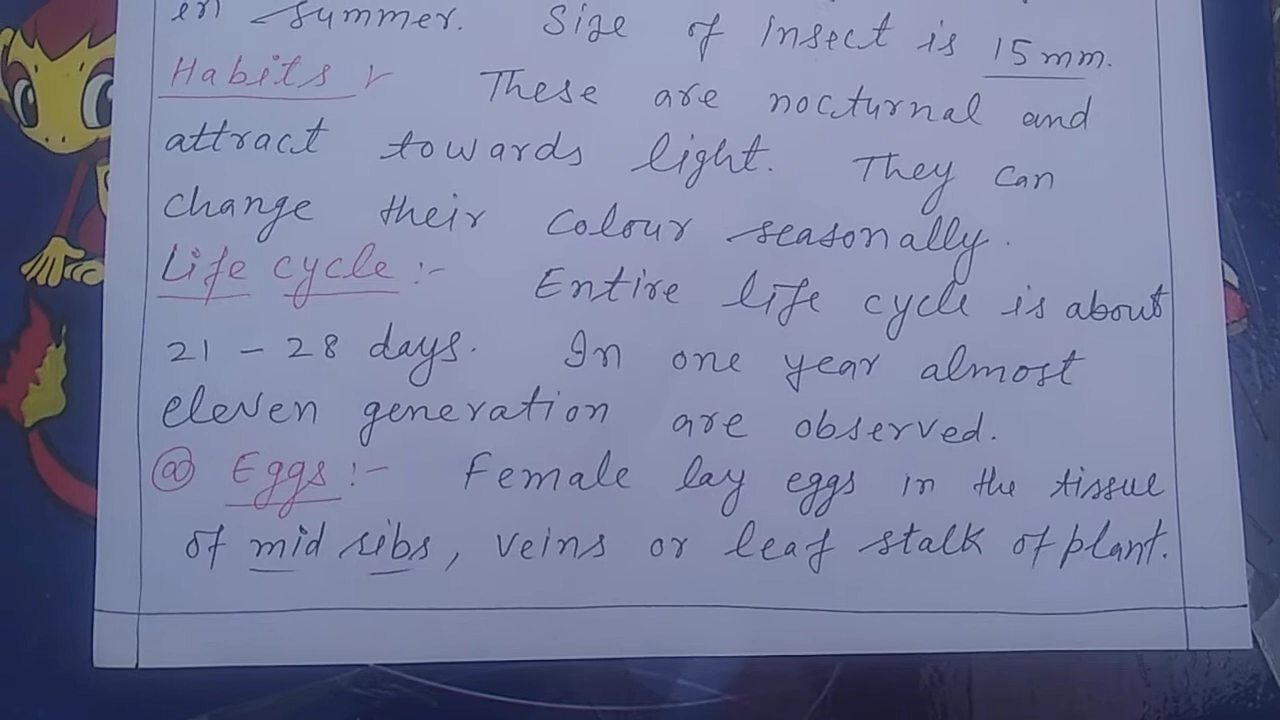 in summer. Size of insect is 15mm.
Habits :- These are nocturnal and
attract towards light. They can
change their colour seasonally.
Life cycle :- Entire life cycle is about
21 - 28 days. In one year almost
eleven generation are observed.
ⓐ Eggs :- Female lay eggs in the tissue
of mid ribs, veins or leaf stalk of plant.